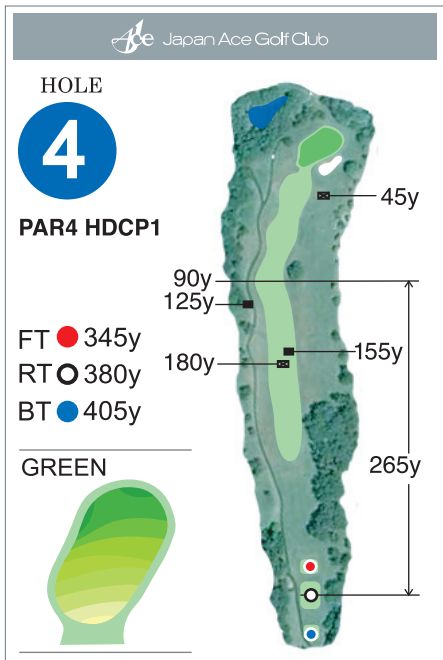 Ace Japan Ace Golf Club
HOLE
4
PAR4 HDCP1
FT 345y
RT 380y
BT 405y
GREEN
45y
90y
125y
155y
180y
265y